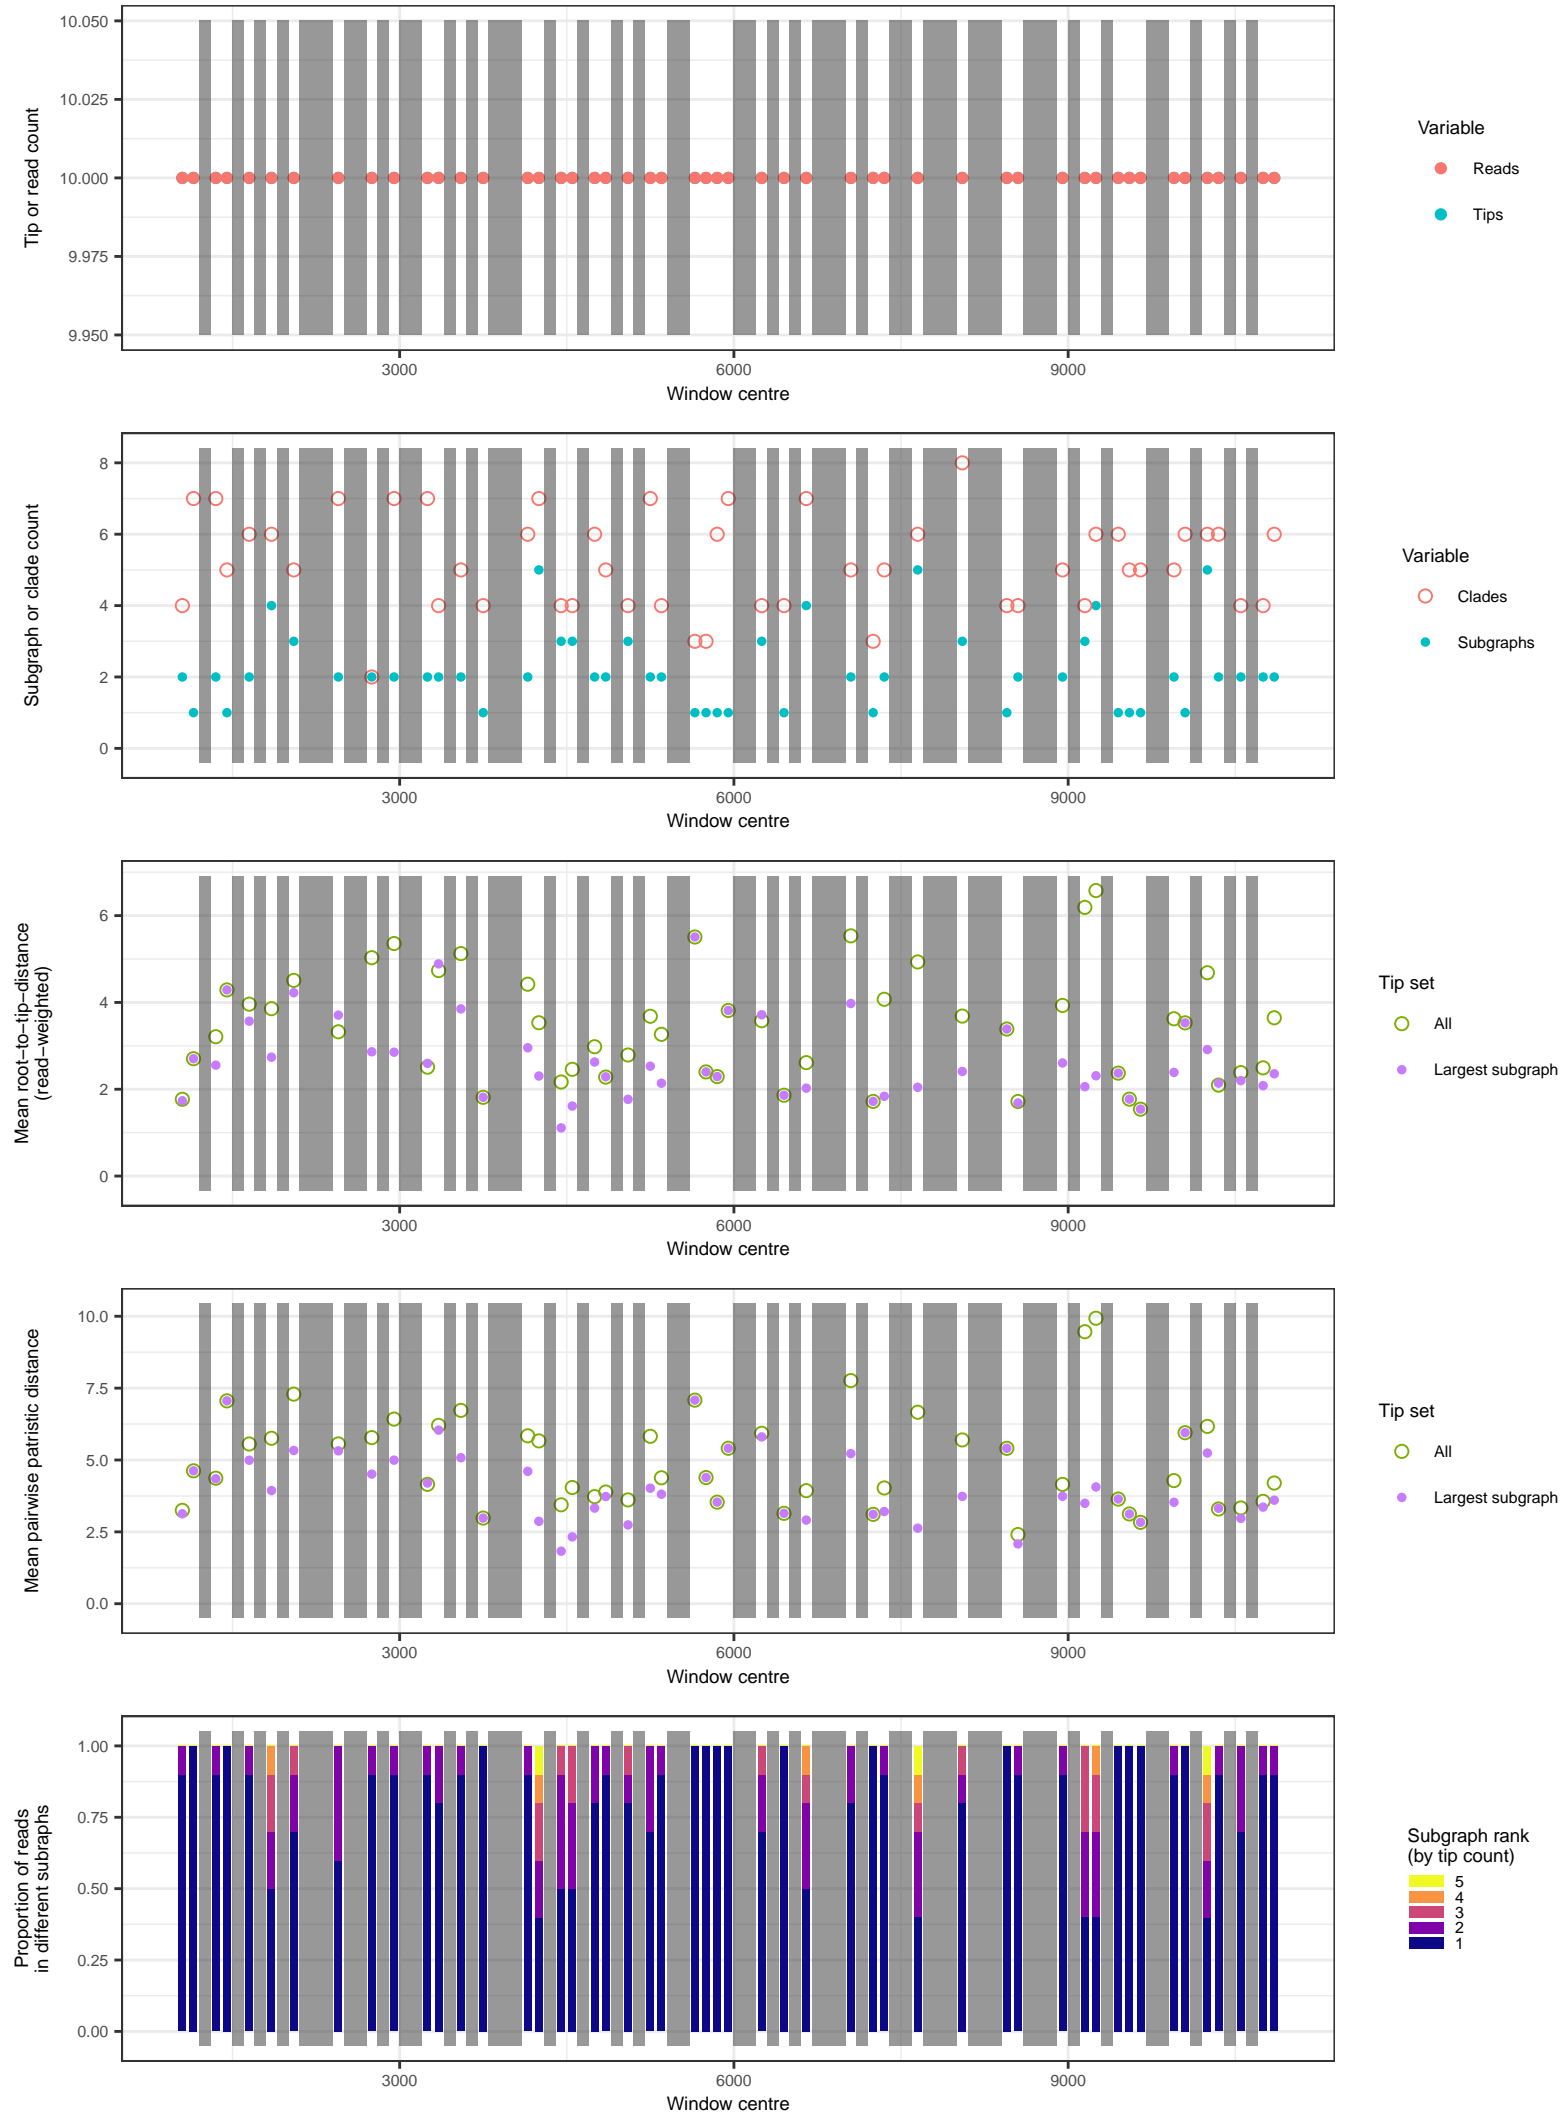 10.050
10.025
10.000
9.975
9.950
Tip or read count
3000
6000
9000
Window centre
Variable
Reads
Tips
8
6
4
2
0
Subgraph or clade count
3000
6000
9000
Window centre
Variable
Clades
Subgraphs
6
4
2
0
Mean root−to−tip−distance
(read−weighted)
3000
6000
9000
Window centre
Tip set
All
Largest subgraph
10.0
7.5
5.0
2.5
0.0
Mean pairwise patristic distance
3000
6000
9000
Window centre
Tip set
All
Largest subgraph
1.00
0.75
0.50
0.25
0.00
Proportion of reads
in different subraphs
3000
6000
9000
Window centre
Subgraph rank
(by tip count)
5
4
3
2
1